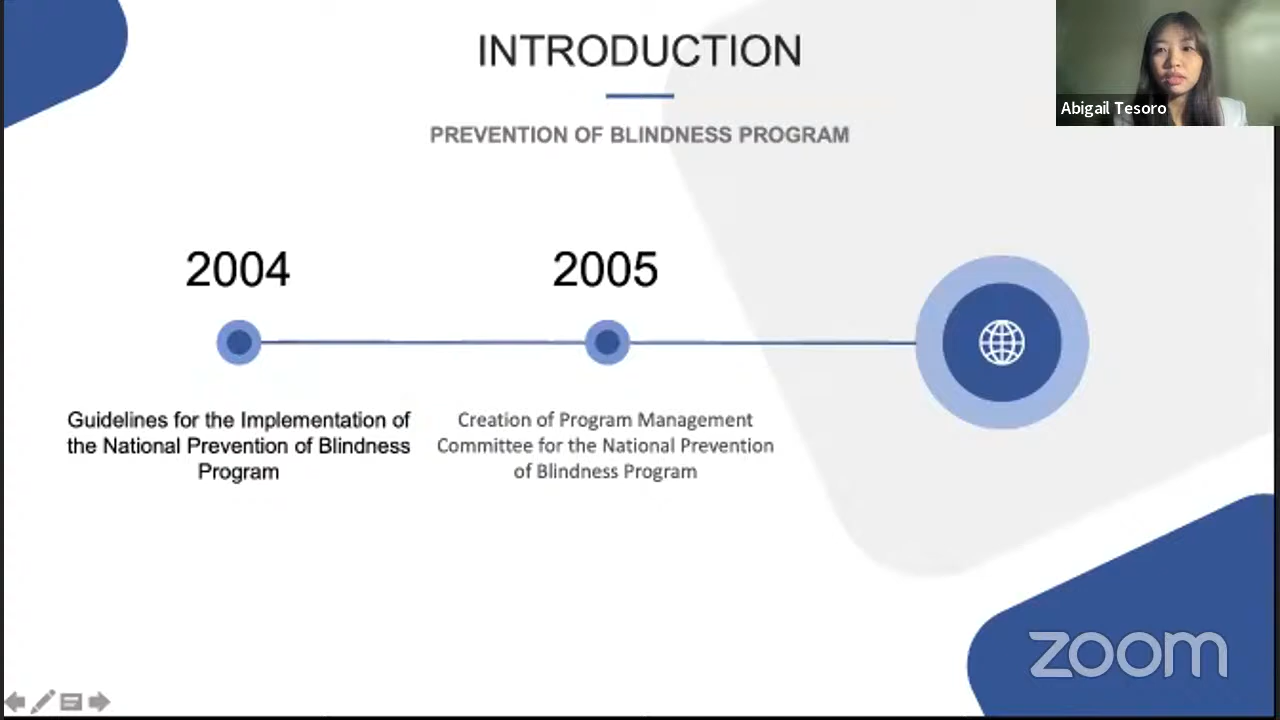 INTRODUCTION
Abigail Tesoro
PREVENTION OF BLINDNESS PROGRAM
2004
2005
Guidelines for the Implementation of
the National Prevention of Blindness
Program
Creation of Program Management
Committee for the National Prevention
of Blindness Program
zoom